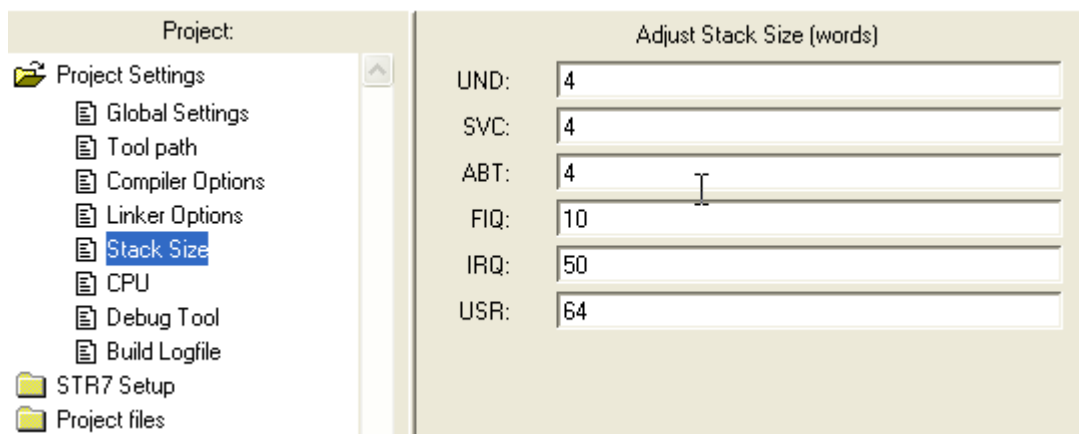 Project:
Project Settings
Global Settings
Tool path
Compiler Options
Linker Options
Stack Size
CPU
Debug Tool
Build Logfile
STR7 Setup
Project files
Adjust Stack Size (words)
UND: 4
SVC: 4
ABT: 4
FIQ: 10
IRQ: 50
USR: 64